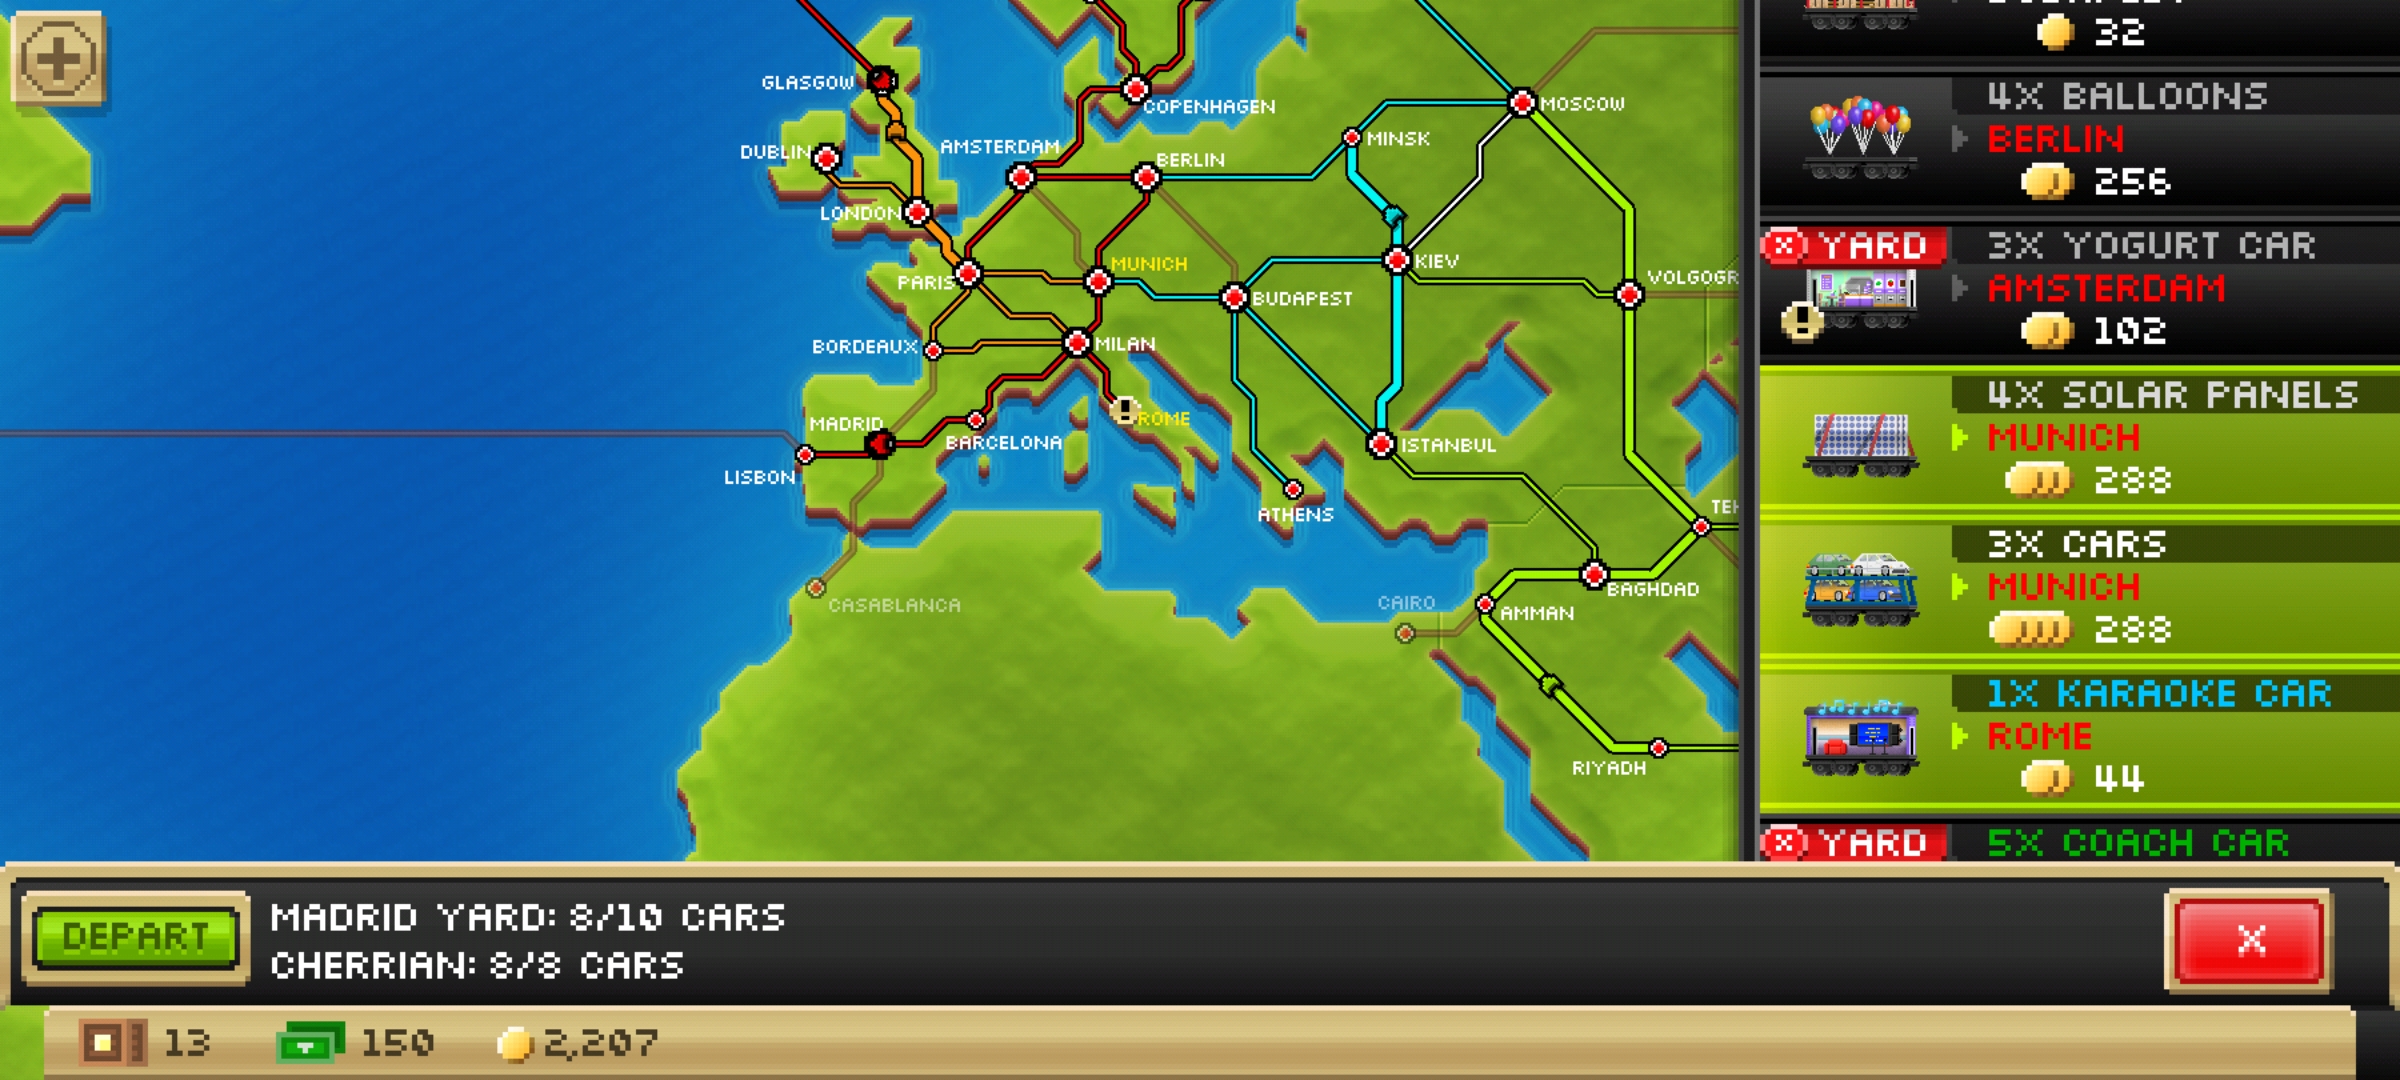 GLASGOW
COPENHAGEN
MOSCOW
MINSK
DUBLIN
AMSTERDAM
BERLIN
LONDON
MUNICH
KIEV
PARIS
BUDAPEST
VOLGOGR
BORDEAUX
MILAN
MADRID
ROME
BARCELONA
ISTANBUL
LISBON
ATHENS
TEH
CASABLANCA
CAIRO
BAGHDAD
AMMAN
RIYADH
32
4X BALLOONS
BERLIN
256
YARD
3X YOGURT CAR
AMSTERDAM
102
4X SOLAR PANELS
MUNICH
288
3X CARS
MUNICH
288
1X KARAOKE CAR
ROME
44
YARD
5X COACH CAR
DEPART
MADRID YARD: 8/10 CARS
CHERRIAN: 8/8 CARS
X
13
150
2,207